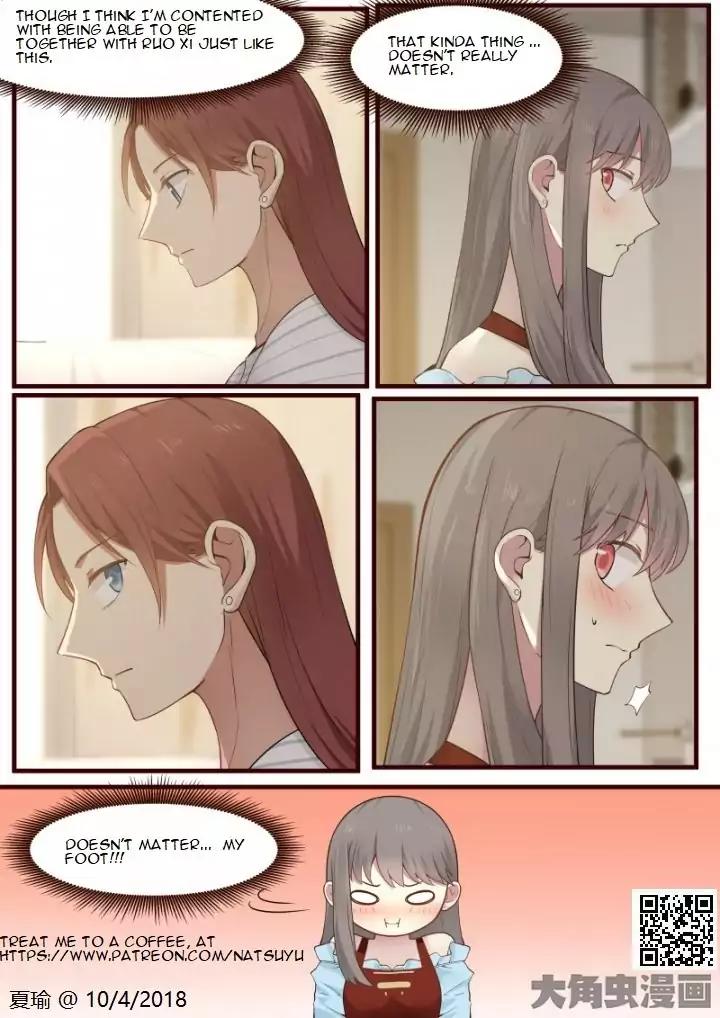 THOUGH I THINK I'M CONTENTED
WITH BEING ABLE TO BE
TOGETHER WITH RUO XI JUST LIKE
THIS.
THAT KINDA THING ...
DOESN'T REALLY
MATTER.
DOESN'T MATTER... MY
FOOT!!!
TREAT ME TO A COFFEE, AT
HTTPS://WWW.PATREON.COM/NATSUYU
夏瑜 @ 10/4/2018
大角虫漫画